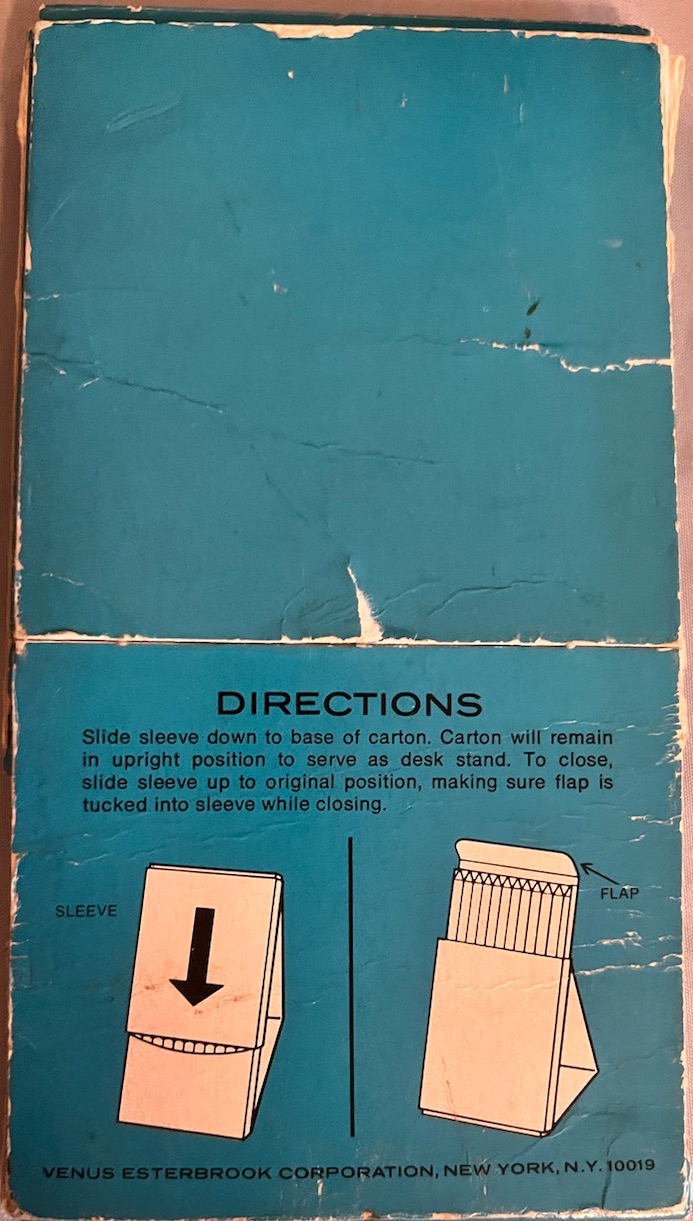 DIRECTIONS
Slide sleeve down to base of carton. Carton will remain
in upright position to serve as desk stand. To close,
slide sleeve up to original position, making sure flap is
tucked into sleeve while closing.
SLEEVE
FLAP
VENUS ESTERBROOK CORPORATION, NEW YORK, N.Y. 10019